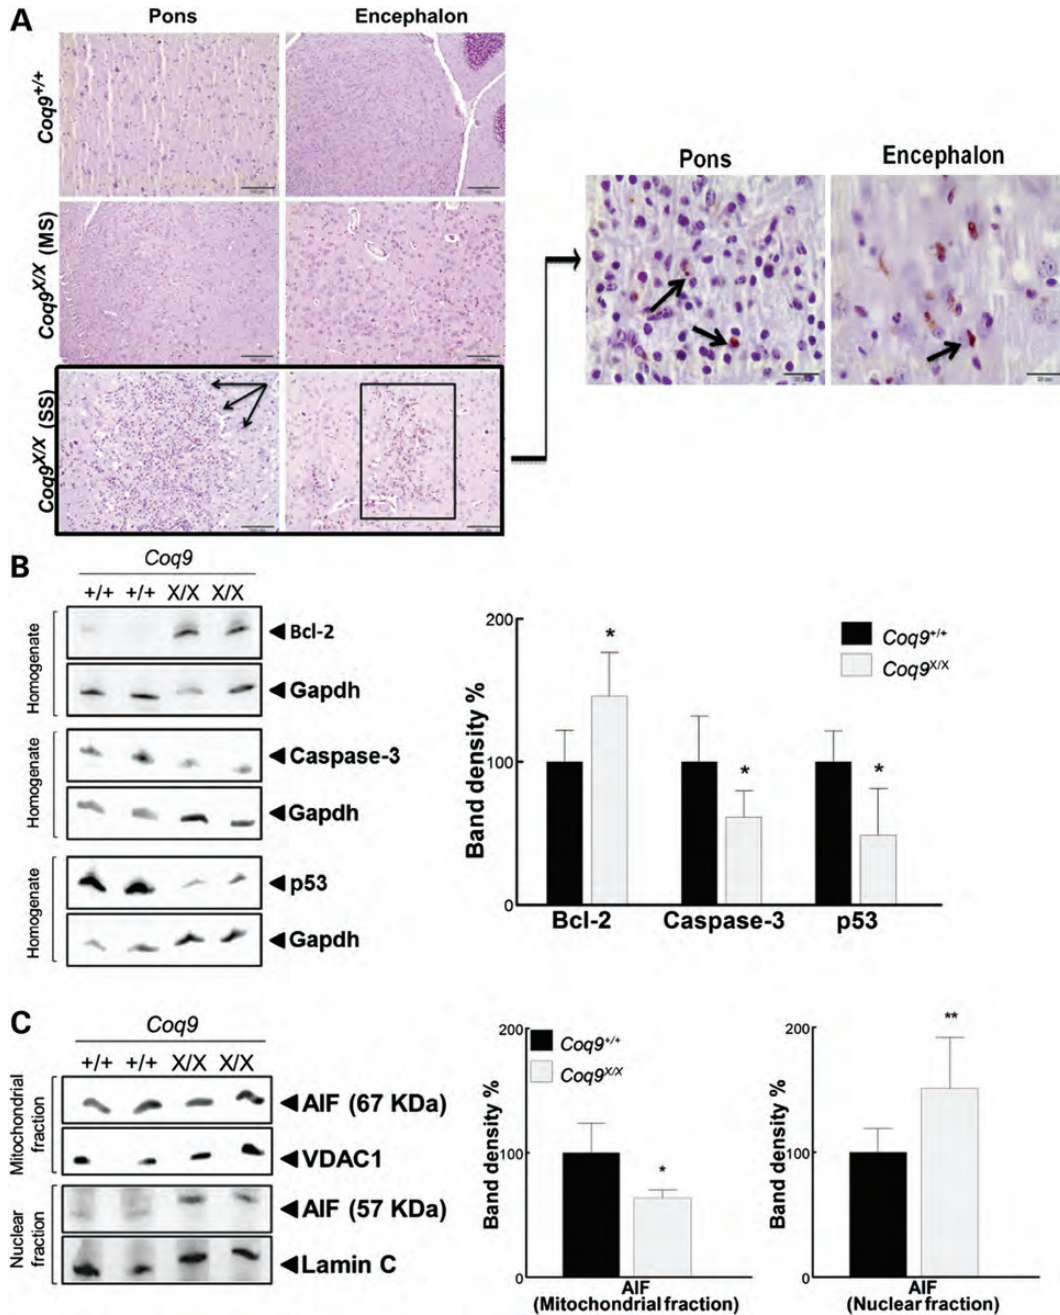 A
Pons Encephalon
Coq9+/+
Coq9X/X (MS)
Coq9X/X (SS)
Pons Encephalon
B
Coq9
+/+ +/+ X/X X/X
Homogenate
Bcl-2
Gapdh
Homogenate
Caspase-3
Gapdh
Homogenate
p53
Gapdh
Band density %
200
100
0
*
*
*
Coq9+/+
Coq9X/X
Bcl-2 Caspase-3 p53
C
Coq9
+/+ +/+ X/X X/X
Mitochondrial
fraction
AIF (67 KDa)
VDAC1
Nuclear
fraction
AIF (57 KDa)
Lamin C
Band density %
200
100
0
Coq9+/+
Coq9X/X
*
AIF
(Mitochondrial fraction)
Band density %
200
100
0
**
AIF
(Nuclear fraction)